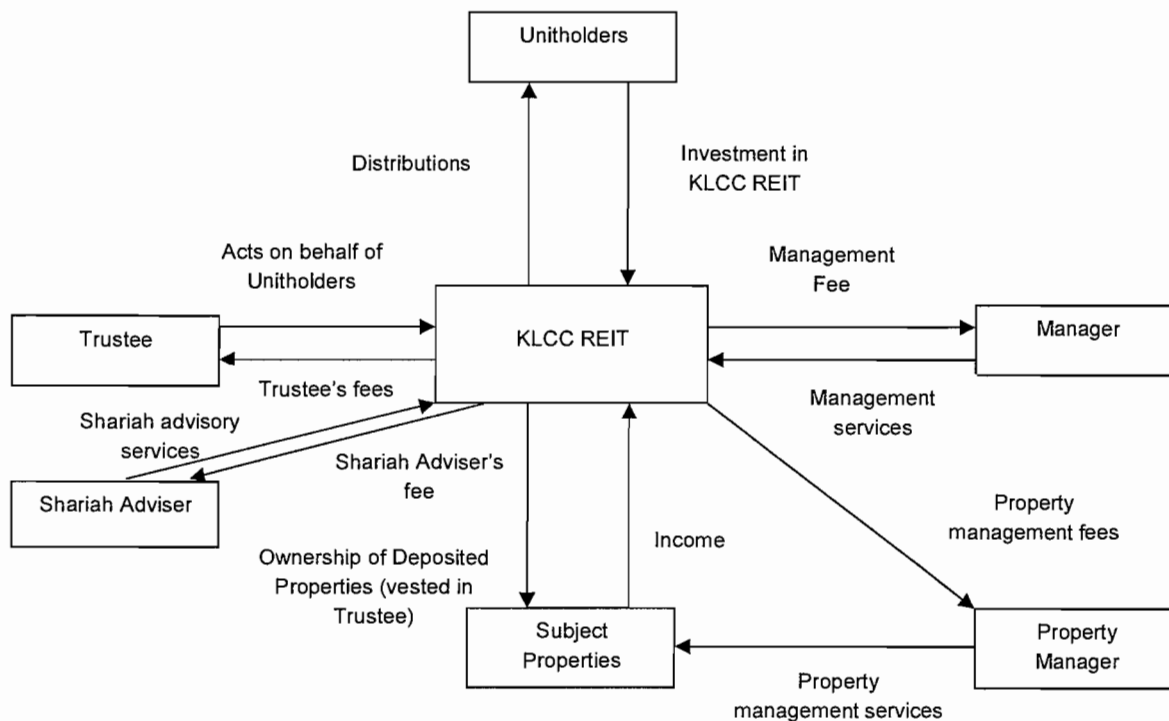 Unitholders
Distributions
Investment in
KLCC REIT
Acts on behalf of
Unitholders
Management
Fee
Trustee
KLCC REIT
Manager
Trustee's fees
Management
services
Shariah advisory
services
Shariah Adviser's
fee
Shariah Adviser
Property
management fees
Income
Ownership of Deposited
Properties (vested in
Trustee)
Subject
Properties
Property
Manager
Property
management services